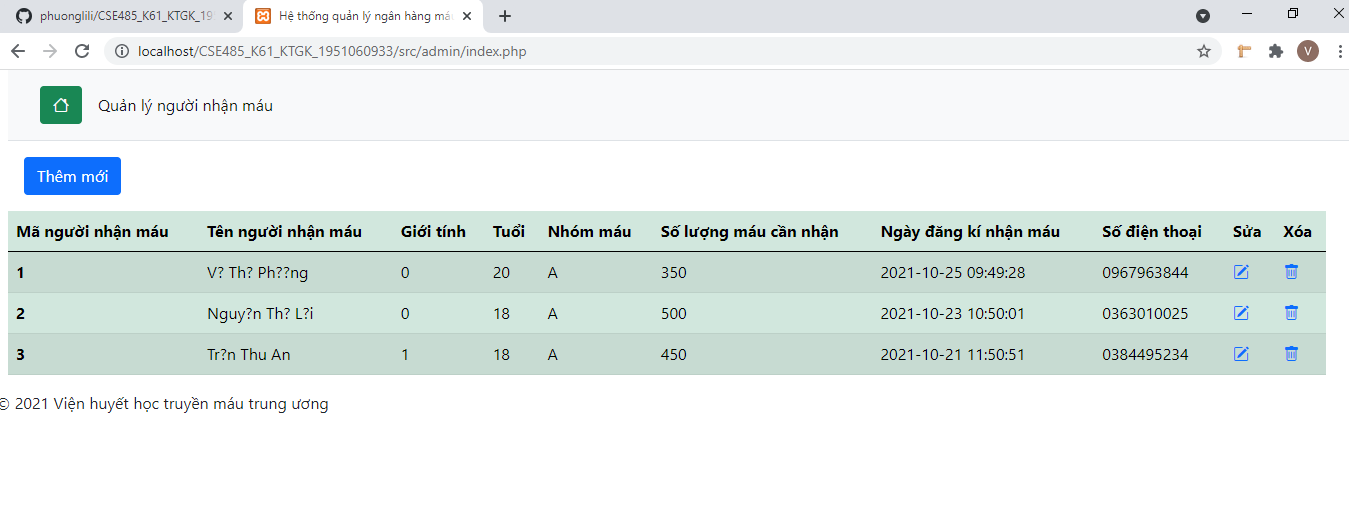 phuonglili/CSE485_K61_KTGK_195
Hệ thống quản lý ngân hàng máu
localhost/CSE485_K61_KTGK_1951060933/src/admin/index.php
V
Quản lý người nhận máu
Thêm mới
Mã người nhận máu Tên người nhận máu Giới tính Tuổi Nhóm máu Số lượng máu cần nhận Ngày đăng kí nhận máu Số điện thoại Sửa Xóa
1 V? Th? Ph??ng 0 20 A 350 2021-10-25 09:49:28 0967963844
2 Nguy?n Th? L?i 0 18 A 500 2021-10-23 10:50:01 0363010025
3 Tr?n Thu An 1 18 A 450 2021-10-21 11:50:51 0384495234
© 2021 Viện huyết học truyền máu trung ương